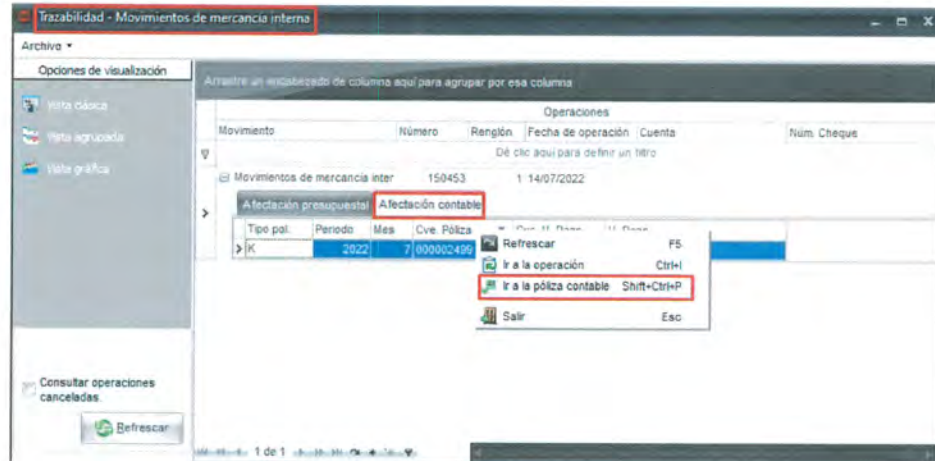 Trazabilidad - Movimientos de mercancia interna
Archivo
Opciones de visualización
Arrastre un encabezado de columna aquí para agrupar por esa columna
Vista clásica
Vista agrupada
Vista gráfica
Operaciones
Movimiento Número Renglón Fecha de operación Cuenta Núm. Cheque
Dé clic aquí para definir un filtro
Movimientos de mercancia inter 150453 1 14/07/2022
Afectación presupuestal Afectación contable
Tipo pol. Periodo Mes Cve. Póliza
K 2022 7 000002499
Refrescar F5
Ir a la operación Ctrl+I
Ir a la póliza contable Shift+Ctrl+P
Salir Esc
Consultar operaciones
canceladas.
Refrescar
1 de 1